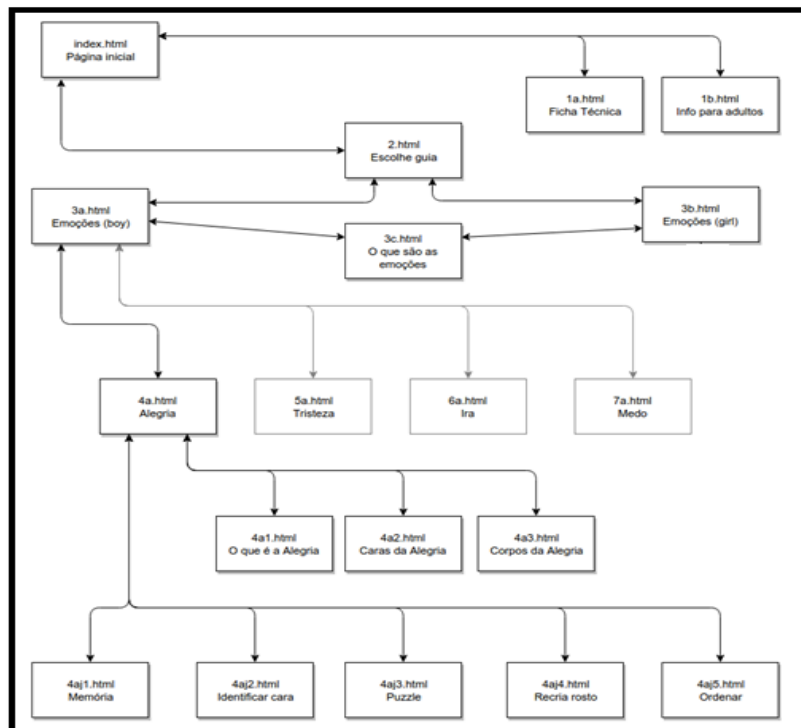 index.html
Página inicial
1a.html
Ficha Técnica
1b.html
Info para adultos
2.html
Escolhe guia
3a.html
Emoções (boy)
3b.html
Emoções (girl)
3c.html
O que são as
emoções
4a.html
Alegria
5a.html
Tristeza
6a.html
Ira
7a.html
Medo
4a1.html
O que é a Alegria
4a2.html
Caras da Alegria
4a3.html
Corpos da Alegria
4aj1.html
Memória
4aj2.html
Identificar cara
4aj3.html
Puzzle
4aj4.html
Recria rosto
4aj5.html
Ordenar